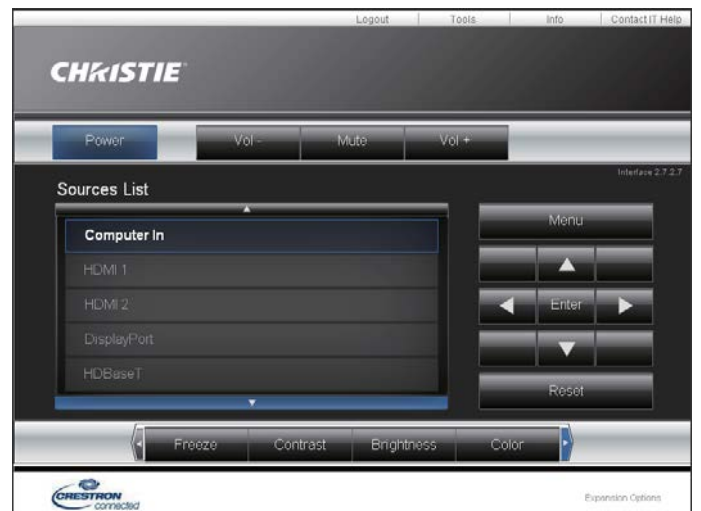 Logout Tools Info Contact IT Help
CHRISTIE
Power Vol - Mute Vol +
Interface 2.7.2.7
Sources List
Computer In
HDMI 1
HDMI 2
DisplayPort
HDBaseT
Menu
Enter
Reset
Freeze Contrast Brightness Color
CRESTRON
connected
Expansion Options